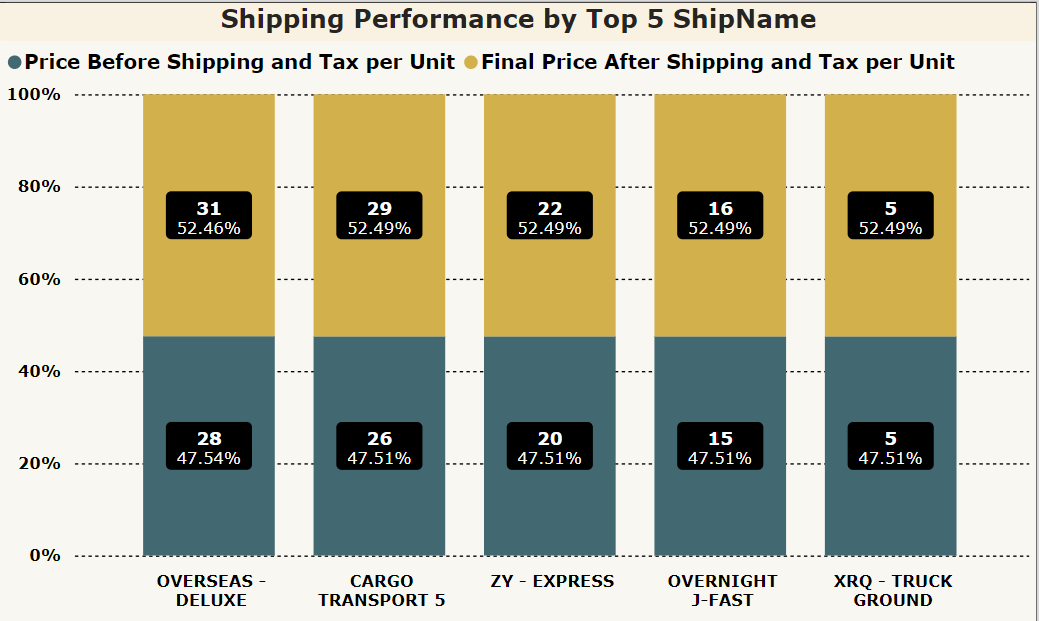 Shipping Performance by Top 5 ShipName
Price Before Shipping and Tax per Unit Final Price After Shipping and Tax per Unit
100%
80%
60%
40%
20%
0%
31
52.46%
29
52.49%
22
52.49%
16
52.49%
5
52.49%
28
47.54%
26
47.51%
20
47.51%
15
47.51%
5
47.51%
OVERSEAS -
DELUXE
CARGO
TRANSPORT 5
ZY - EXPRESS
OVERNIGHT
J-FAST
XRQ - TRUCK
GROUND